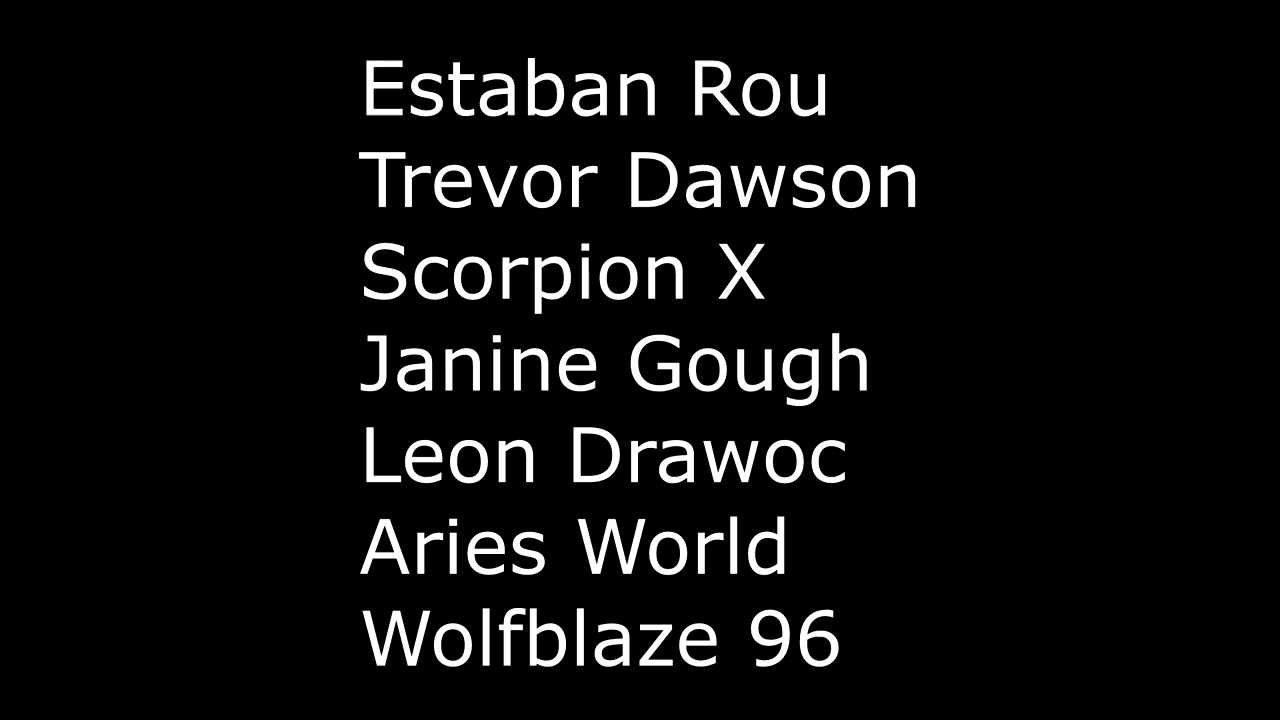 Estaban Rou
Trevor Dawson
Scorpion X
Janine Gough
Leon Drawoc
Aries World
Wolfblaze 96